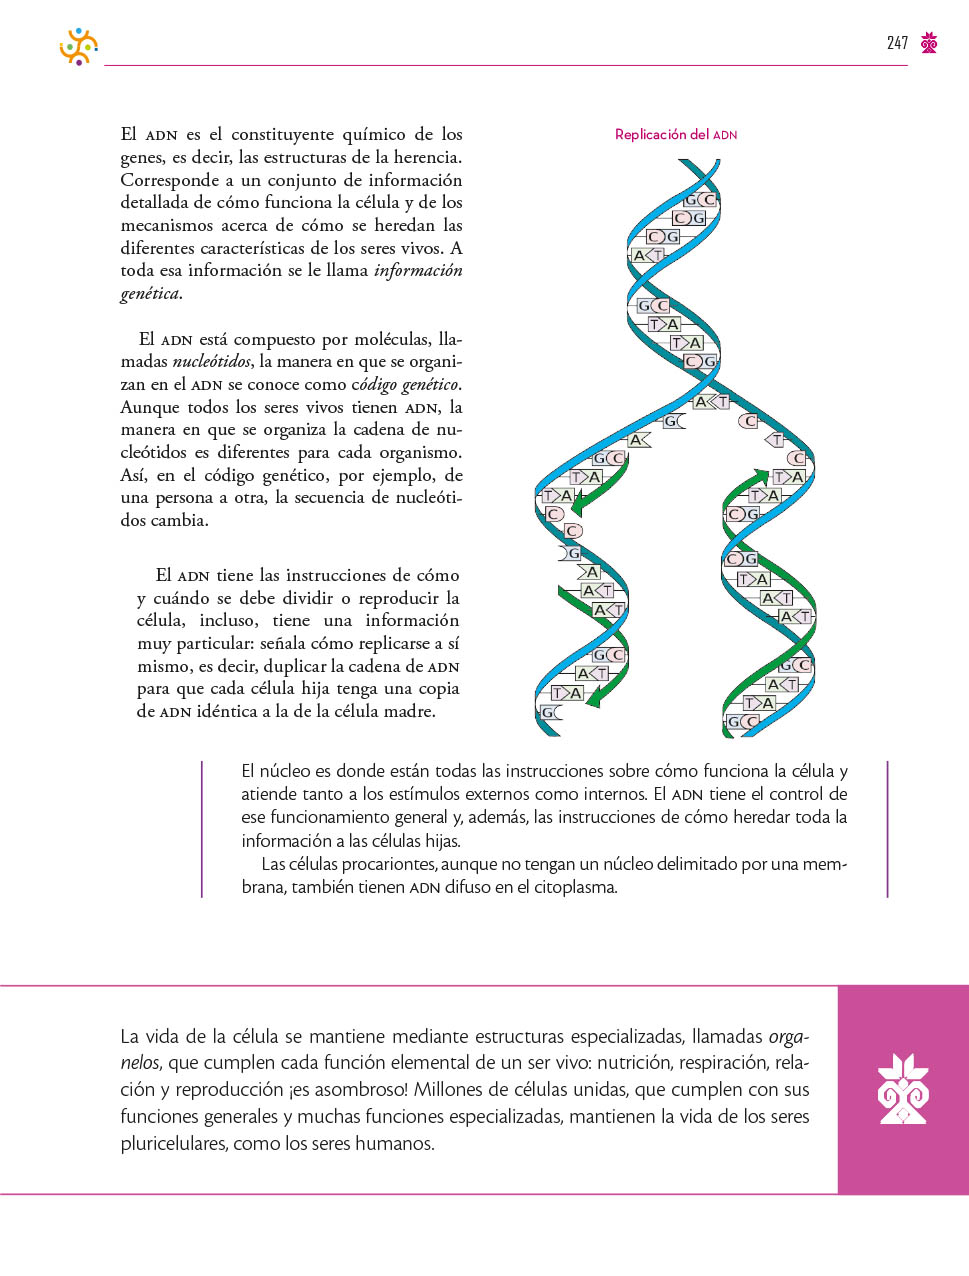 247
El ADN es el constituyente químico de los
genes, es decir, las estructuras de la herencia.
Corresponde a un conjunto de información
detallada de cómo funciona la célula y de los
mecanismos acerca de cómo se heredan las
diferentes características de los seres vivos. A
toda esa información se le llama información
genética.
El ADN está compuesto por moléculas, lla-
madas nucleótidos, la manera en que se organi-
zan en el ADN se conoce como código genético.
Aunque todos los seres vivos tienen ADN, la
manera en que se organiza la cadena de nu-
cleótidos es diferentes para cada organismo.
Así, en el código genético, por ejemplo, de
una persona a otra, la secuencia de nucleóti-
dos cambia.
El ADN tiene las instrucciones de cómo
y cuándo se debe dividir o reproducir la
célula, incluso, tiene una información
muy particular: señala cómo replicarse a sí
mismo, es decir, duplicar la cadena de ADN
para que cada célula hija tenga una copia
de ADN idéntica a la de la célula madre.
Replicación del ADN
G C
C G
C G
A T
G C
T A
T A
C G
A T
G C
A T
G C C
T A T A
T A T A
C C G
C
G C G
A T A
A T A T
A T A T
G C G C
A T A T
T A T A
G G C
El núcleo es donde están todas las instrucciones sobre cómo funciona la célula y
atiende tanto a los estímulos externos como internos. El ADN tiene el control de
ese funcionamiento general y, además, las instrucciones de cómo heredar toda la
información a las células hijas.
Las células procariontes, aunque no tengan un núcleo delimitado por una mem-
brana, también tienen ADN difuso en el citoplasma.
La vida de la célula se mantiene mediante estructuras especializadas, llamadas orga-
nelos, que cumplen cada función elemental de un ser vivo: nutrición, respiración, rela-
ción y reproducción ¡es asombroso! Millones de células unidas, que cumplen con sus
funciones generales y muchas funciones especializadas, mantienen la vida de los seres
pluricelulares, como los seres humanos.